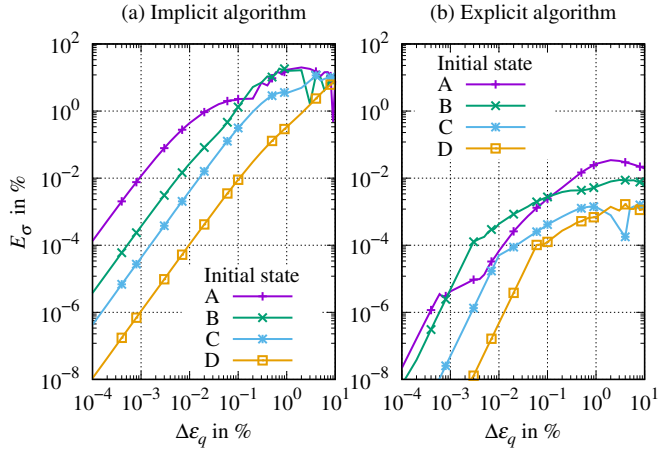 (a) Implicit algorithm
(b) Explicit algorithm
E_σ in %
10^2
10^0
10^−2
10^−4
10^−6
10^−8
Initial state
A
B
C
D
10^−4
10^−3
10^−2
10^−1
10^0
10^1
Δε_q in %
10^2
10^0
10^−2
10^−4
10^−6
10^−8
Initial state
A
B
C
D
10^−4
10^−3
10^−2
10^−1
10^0
10^1
Δε_q in %